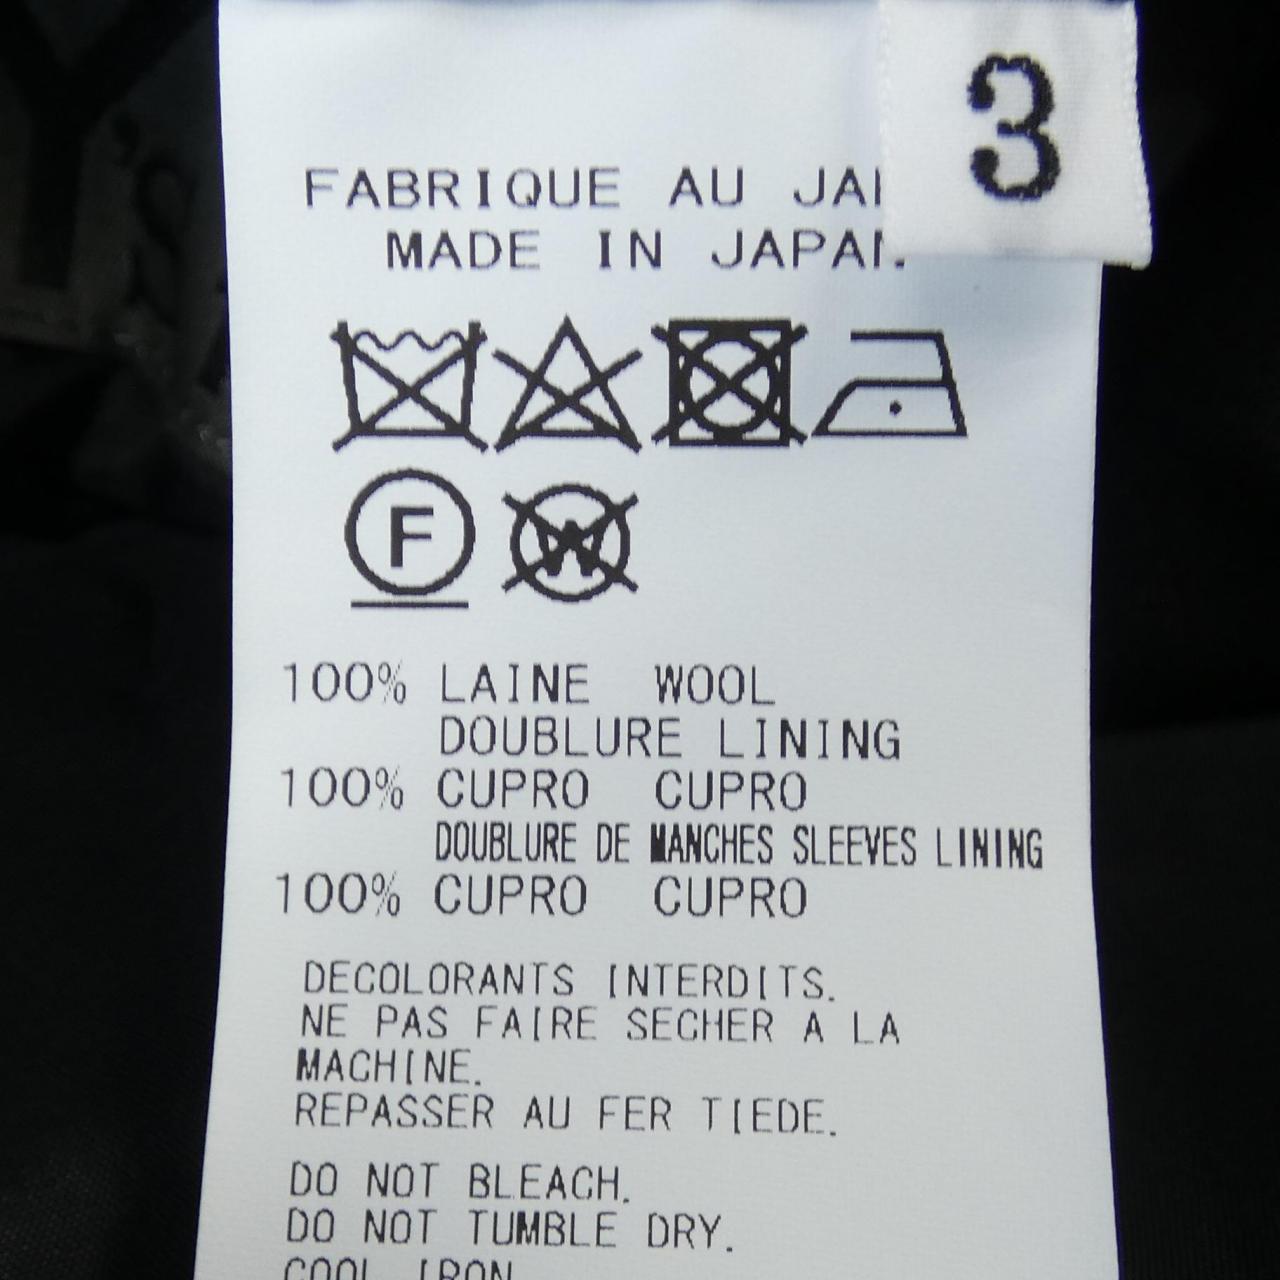 3
FABRIQUE AU
MADE IN JAPAN
F
W
100% LAINE WOOL
DOUBLURE LINING
100% CUPRO CUPRO
DOUBLURE DE MANCHES SLEEVES LINING
100% CUPRO CUPRO
DECOLORANTS INTERDITS.
NE PAS FAIRE SECHER A LA
MACHINE.
REPASSER AU FER TIEDE.
DO NOT BLEACH.
DO NOT TUMBLE DRY.
COOL IRON